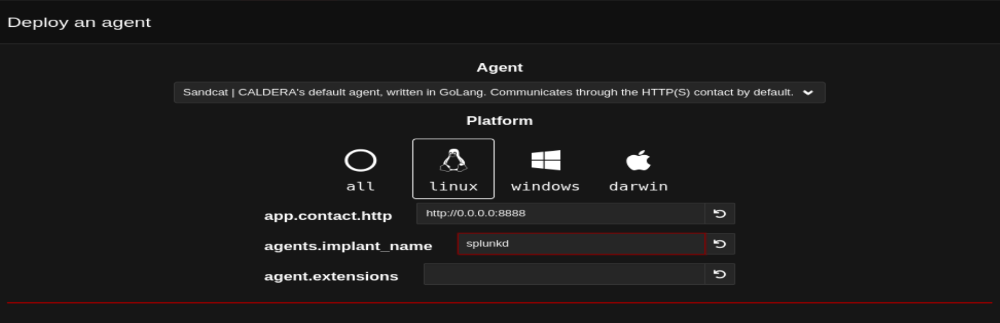 Deploy an agent
Agent
Sandcat | CALDERA's default agent, written in GoLang. Communicates through the HTTP(S) contact by default.
Platform
all linux windows darwin
app.contact.http http://0.0.0.0:8888
agents.implant_name splunkd
agent.extensions